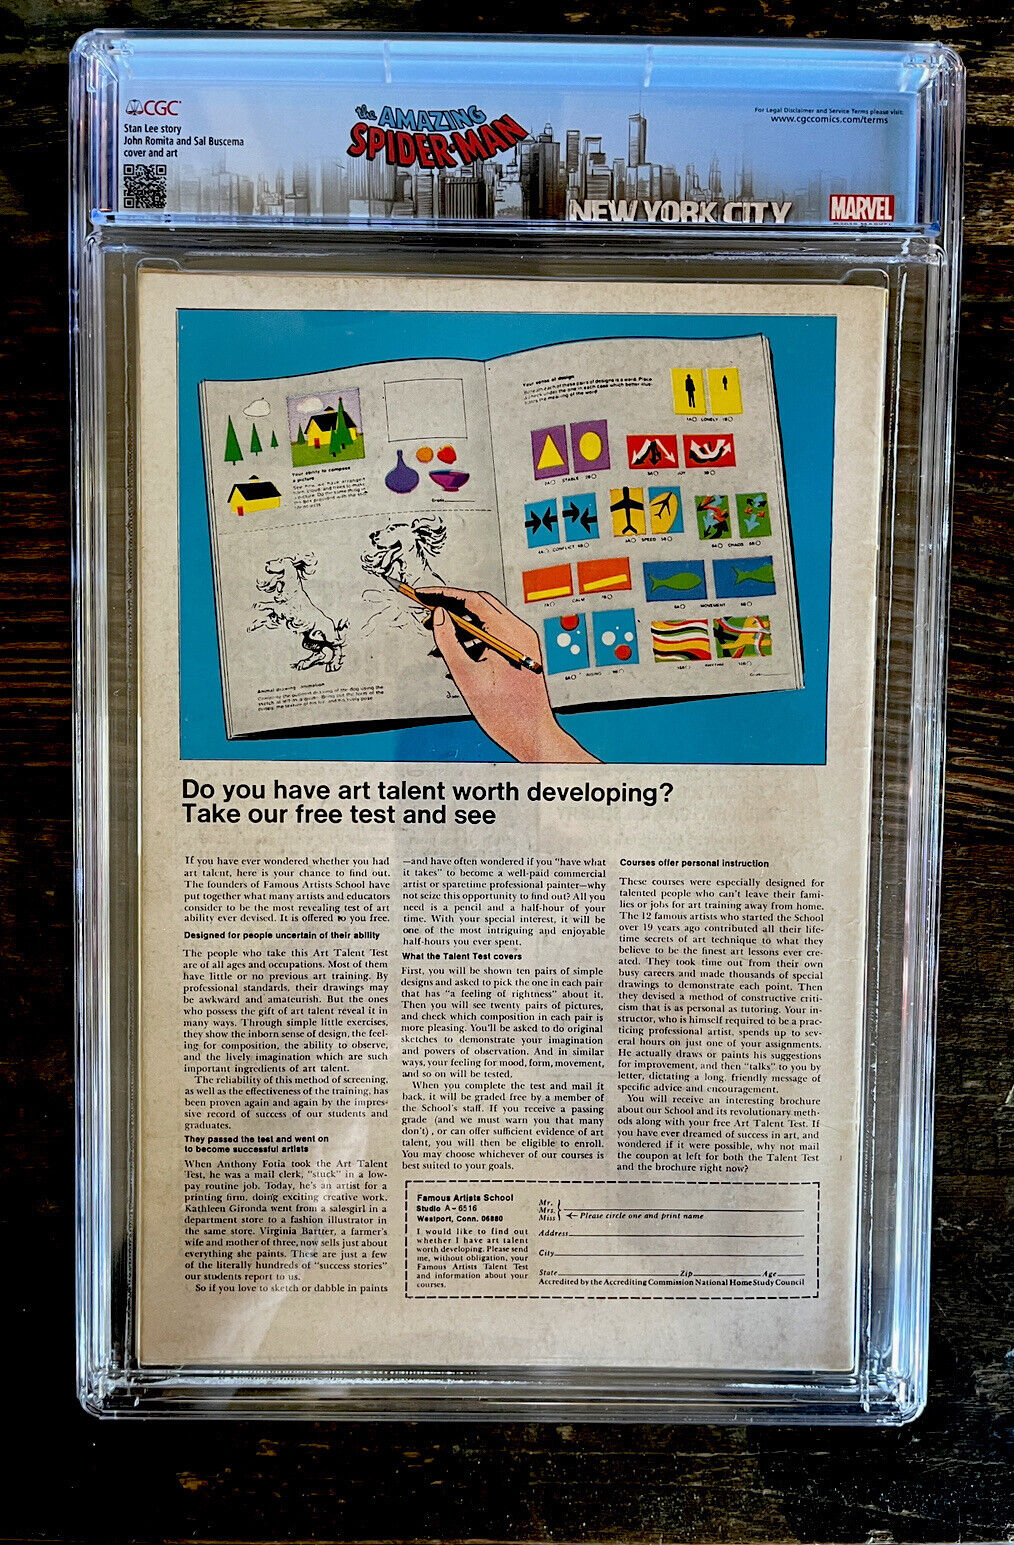 CGC
Stan Lee story
John Romita and Sal Buscema
cover and art
the AMAZING
SPIDER-MAN
NEW YORK CITY
For Legal Disclaimer and Service Terms please visit:
www.cgccomics.com/terms
MARVEL
Your ability to compose
a picture
Your sense of design
LONELY
STABLE
JOY
CONFLICT
SPEED
CHAOS
CALM
MOVEMENT
RISING
RHYTHM
Animal drawing
Do you have art talent worth developing?
Take our free test and see
If you have ever wondered whether you had
art talent, here is your chance to find out.
The founders of Famous Artists School have
put together what many artists and educators
consider to be the most revealing test of art
ability ever devised. It is offered to you free.
Designed for people uncertain of their ability
The people who take this Art Talent Test
are of all ages and occupations. Most of them
have little or no previous art training. By
professional standards, their drawings may
be awkward and amateurish. But the ones
who possess the gift of art talent reveal it in
many ways. Through simple little exercises,
they show the inborn sense of design, the feel-
ing for composition, the ability to observe,
and the lively imagination which are such
important ingredients of art talent.
The reliability of this method of screening,
as well as the effectiveness of the training, has
been proven again and again by the impres-
sive record of success of our students and
graduates.
They passed the test and went on
to become successful artists
When Anthony Fotia took the Art Talent
Test, he was a mail clerk, "stuck" in a low-
pay routine job. Today, he's an artist for a
printing firm, doing exciting creative work.
Kathleen Gironda went from a salesgirl in a
department store to a fashion illustrator in
the same store. Virginia Bartter, a farmer's
wife and mother of three, now sells just about
everything she paints. These are just a few
of the literally hundreds of "success stories"
our students report to us.
So if you love to sketch or dabble in paints
—and have often wondered if you "have what
it takes" to become a well-paid commercial
artist or sparetime professional painter—why
not seize this opportunity to find out? All you
need is a pencil and a half-hour of your
time. With your special interest, it will be
one of the most intriguing and enjoyable
half-hours you ever spent.
What the Talent Test covers
First, you will be shown ten pairs of simple
designs and asked to pick the one in each pair
that has "a feeling of rightness" about it.
Then you will see twenty pairs of pictures,
and check which composition in each pair is
more pleasing. You'll be asked to do original
sketches to demonstrate your imagination
and powers of observation. And in similar
ways, your feeling for mood, form, movement,
and so on will be tested.
When you complete the test and mail it
back, it will be graded free by a member of
the School's staff. If you receive a passing
grade (and we must warn you that many
don't), or can offer sufficient evidence of art
talent, you will then be eligible to enroll.
You may choose whichever of our courses is
best suited to your goals.
Courses offer personal instruction
These courses were especially designed for
talented people who can't leave their fami-
lies or jobs for art training away from home.
The 12 famous artists who started the School
over 19 years ago contributed all their life-
time secrets of art technique to what they
believe to be the finest art lessons ever cre-
ated. They took time out from their own
busy careers and made thousands of special
drawings to demonstrate each point. Then
they devised a method of constructive criti-
cism that is as personal as tutoring. Your in-
structor, who is himself required to be a prac-
ticing professional artist, spends up to sev-
eral hours on just one of your assignments.
He actually draws or paints his suggestions
for improvement, and then "talks" to you by
letter, dictating a long, friendly message of
specific advice and encouragement.
You will receive an interesting brochure
about our School and its revolutionary meth-
ods along with your free Art Talent Test. If
you have ever dreamed of success in art, and
wondered if it were possible, why not mail
the coupon at left for both the Talent Test
and the brochure right now?
Famous Artists School
Studio A-6516
Westport, Conn. 06880
I would like to find out
whether I have art talent
worth developing. Please send
me, without obligation, your
Famous Artists Talent Test
and information about your
courses.
Mr.
Mrs.
Miss
Please circle one and print name
Address
City
State Zip Age
Accredited by the Accrediting Commission National Home Study Council